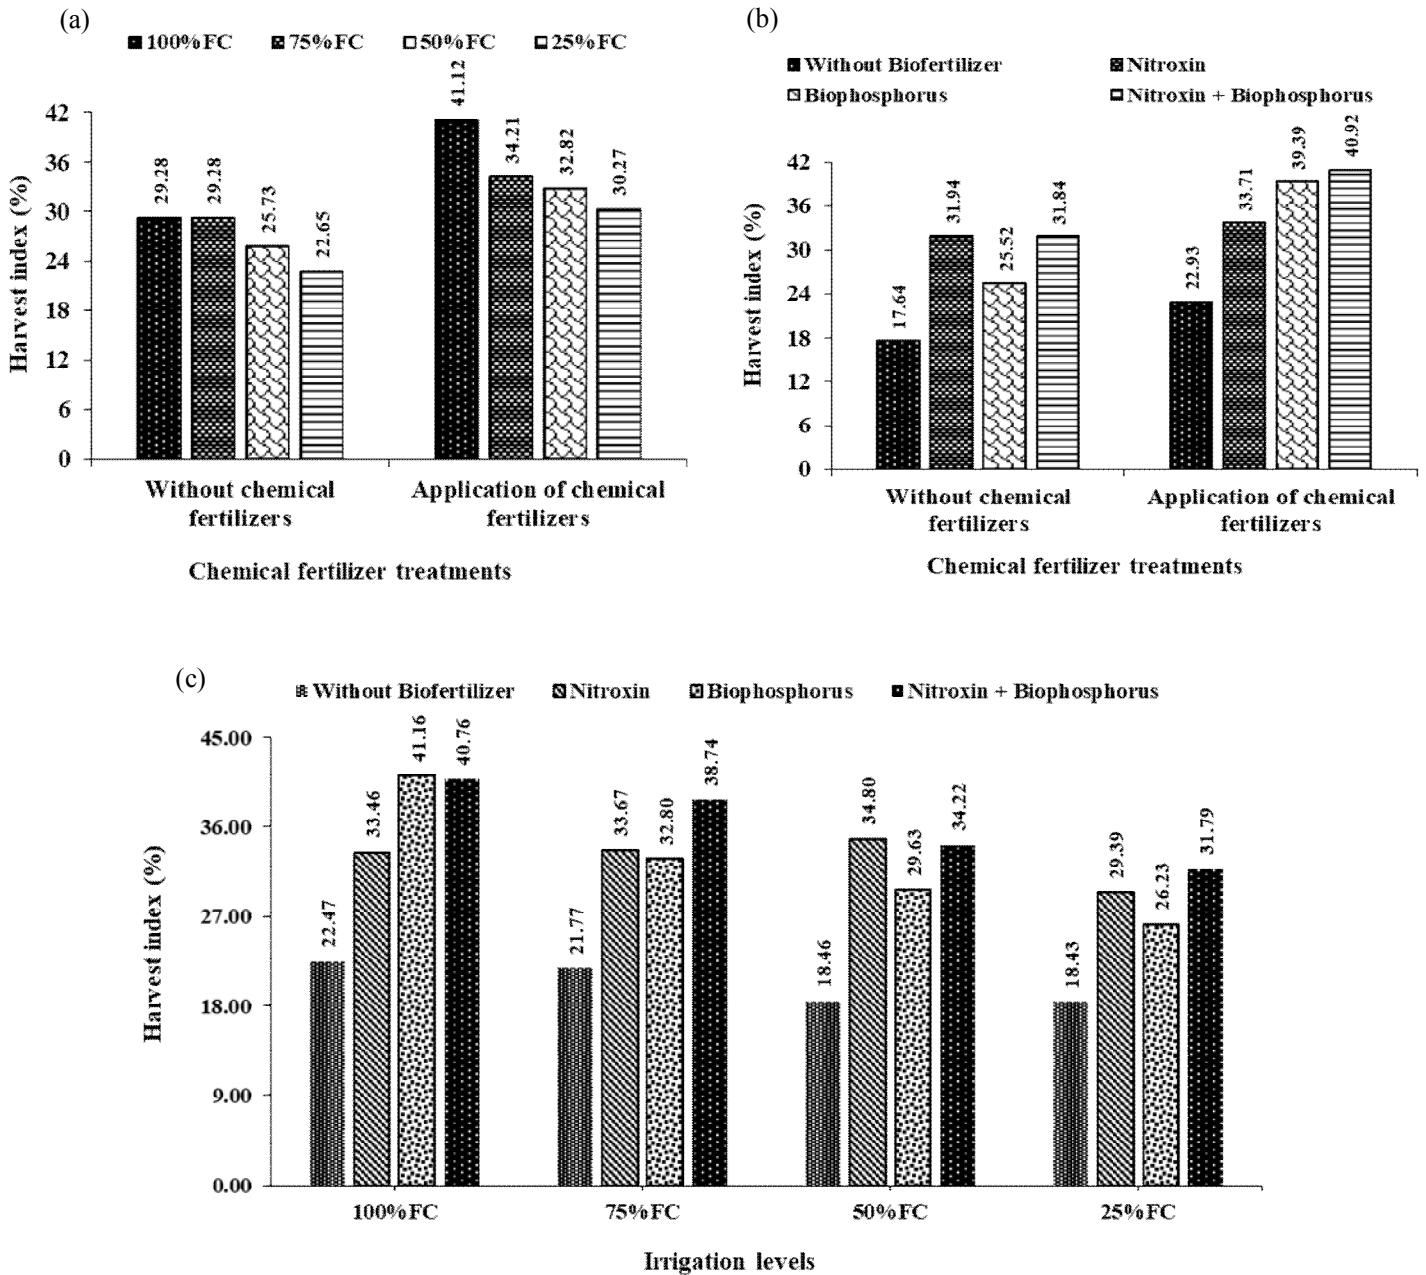 (a)
100%FC 75%FC 50%FC 25%FC
Harvest index (%)
42
36
30
24
18
12
6
0
29.28 29.28 25.73 22.65 41.12 34.21 32.82 30.27
Without chemical fertilizers
Application of chemical fertilizers
Chemical fertilizer treatments
(b)
Without Biofertilizer Nitroxin
Biophosphorus Nitroxin + Biophosphorus
Harvest index (%)
42
36
30
24
18
12
6
0
17.64 31.94 25.52 31.84 22.93 33.71 39.39 40.92
Without chemical fertilizers
Application of chemical fertilizers
Chemical fertilizer treatments
(c)
Without Biofertilizer Nitroxin Biophosphorus Nitroxin + Biophosphorus
Harvest index (%)
45.00
36.00
27.00
18.00
9.00
0.00
22.47 33.46 41.16 40.76 21.77 33.67 32.80 38.74 18.46 34.80 29.63 34.22 18.43 29.39 26.23 31.79
100%FC 75%FC 50%FC 25%FC
Irrigation levels